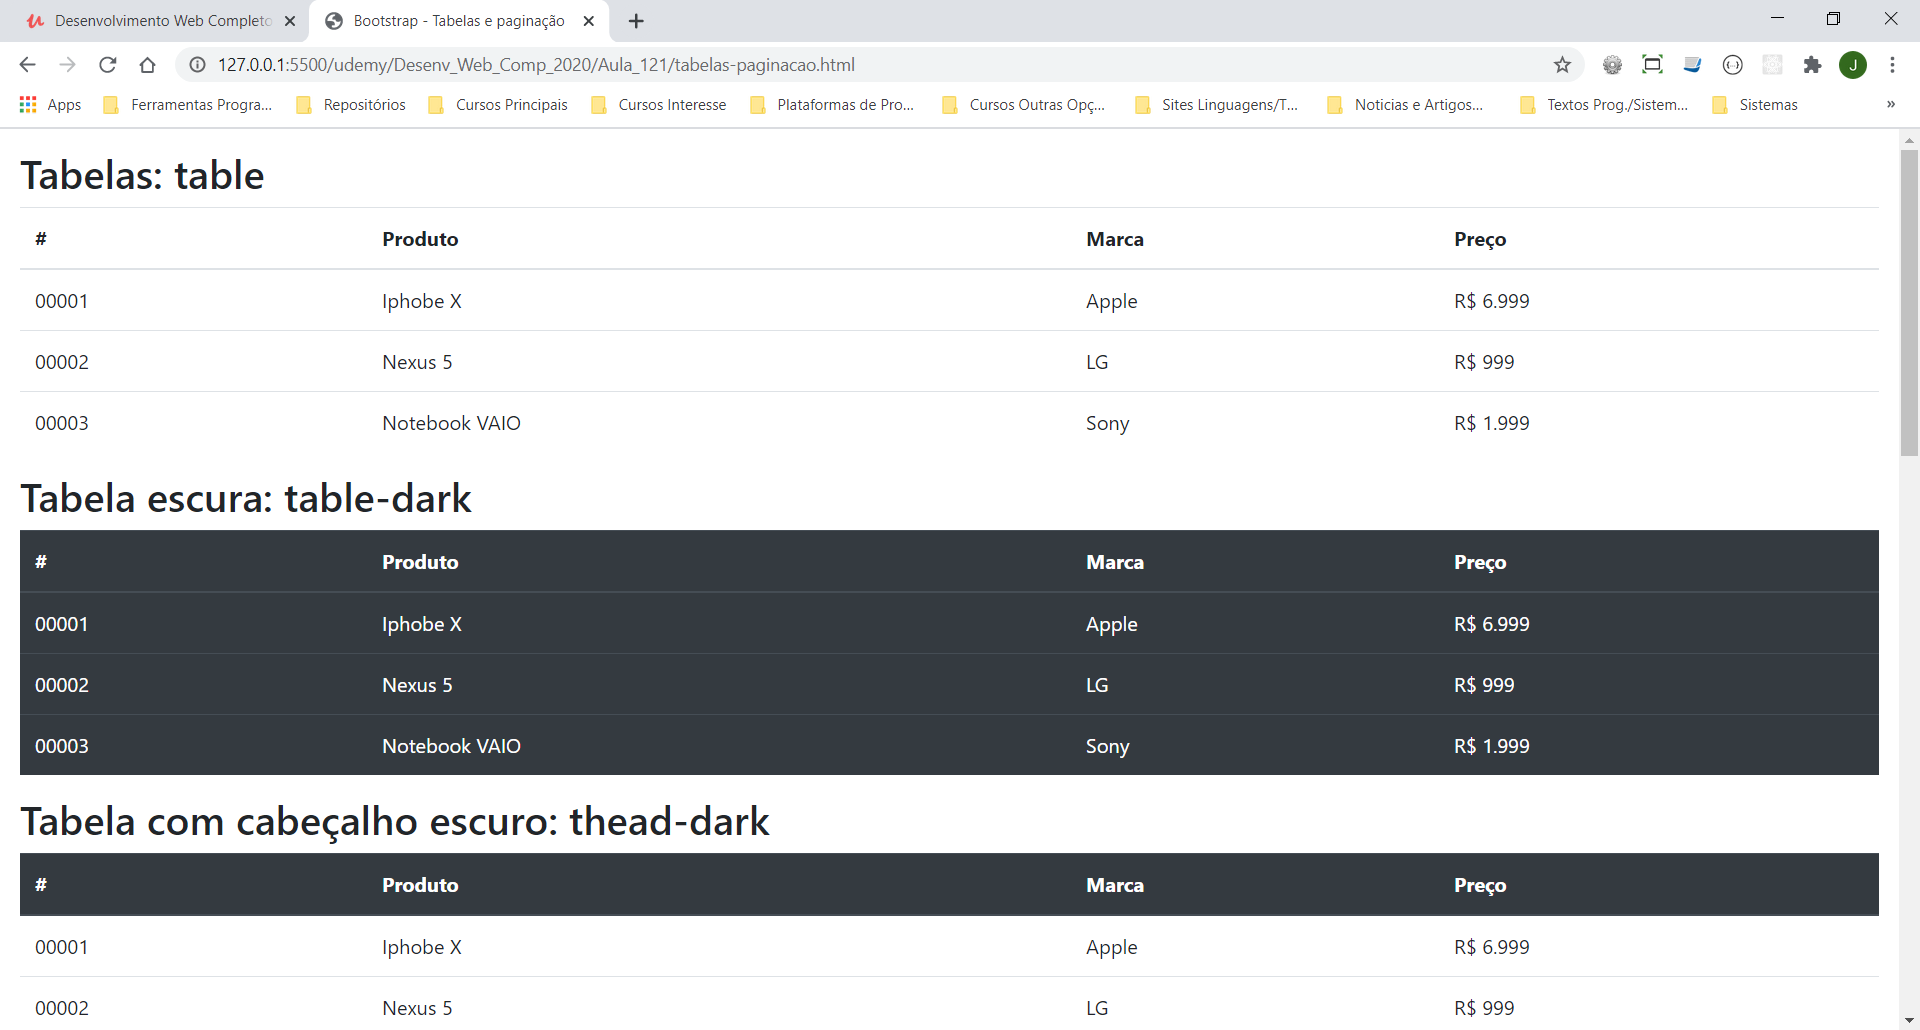 Desenvolvimento Web Completo
Bootstrap - Tabelas e paginação
127.0.0.1:5500/udemy/Desenv_Web_Comp_2020/Aula_121/tabelas-paginacao.html
J
Apps Ferramentas Progra... Repositórios Cursos Principais Cursos Interesse Plataformas de Pro... Cursos Outras Opç... Sites Linguagens/T... Noticias e Artigos... Textos Prog./Sistem... Sistemas »
Tabelas: table
# Produto Marca Preço
00001 Iphobe X Apple R$ 6.999
00002 Nexus 5 LG R$ 999
00003 Notebook VAIO Sony R$ 1.999
Tabela escura: table-dark
# Produto Marca Preço
00001 Iphobe X Apple R$ 6.999
00002 Nexus 5 LG R$ 999
00003 Notebook VAIO Sony R$ 1.999
Tabela com cabeçalho escuro: thead-dark
# Produto Marca Preço
00001 Iphobe X Apple R$ 6.999
00002 Nexus 5 LG R$ 999